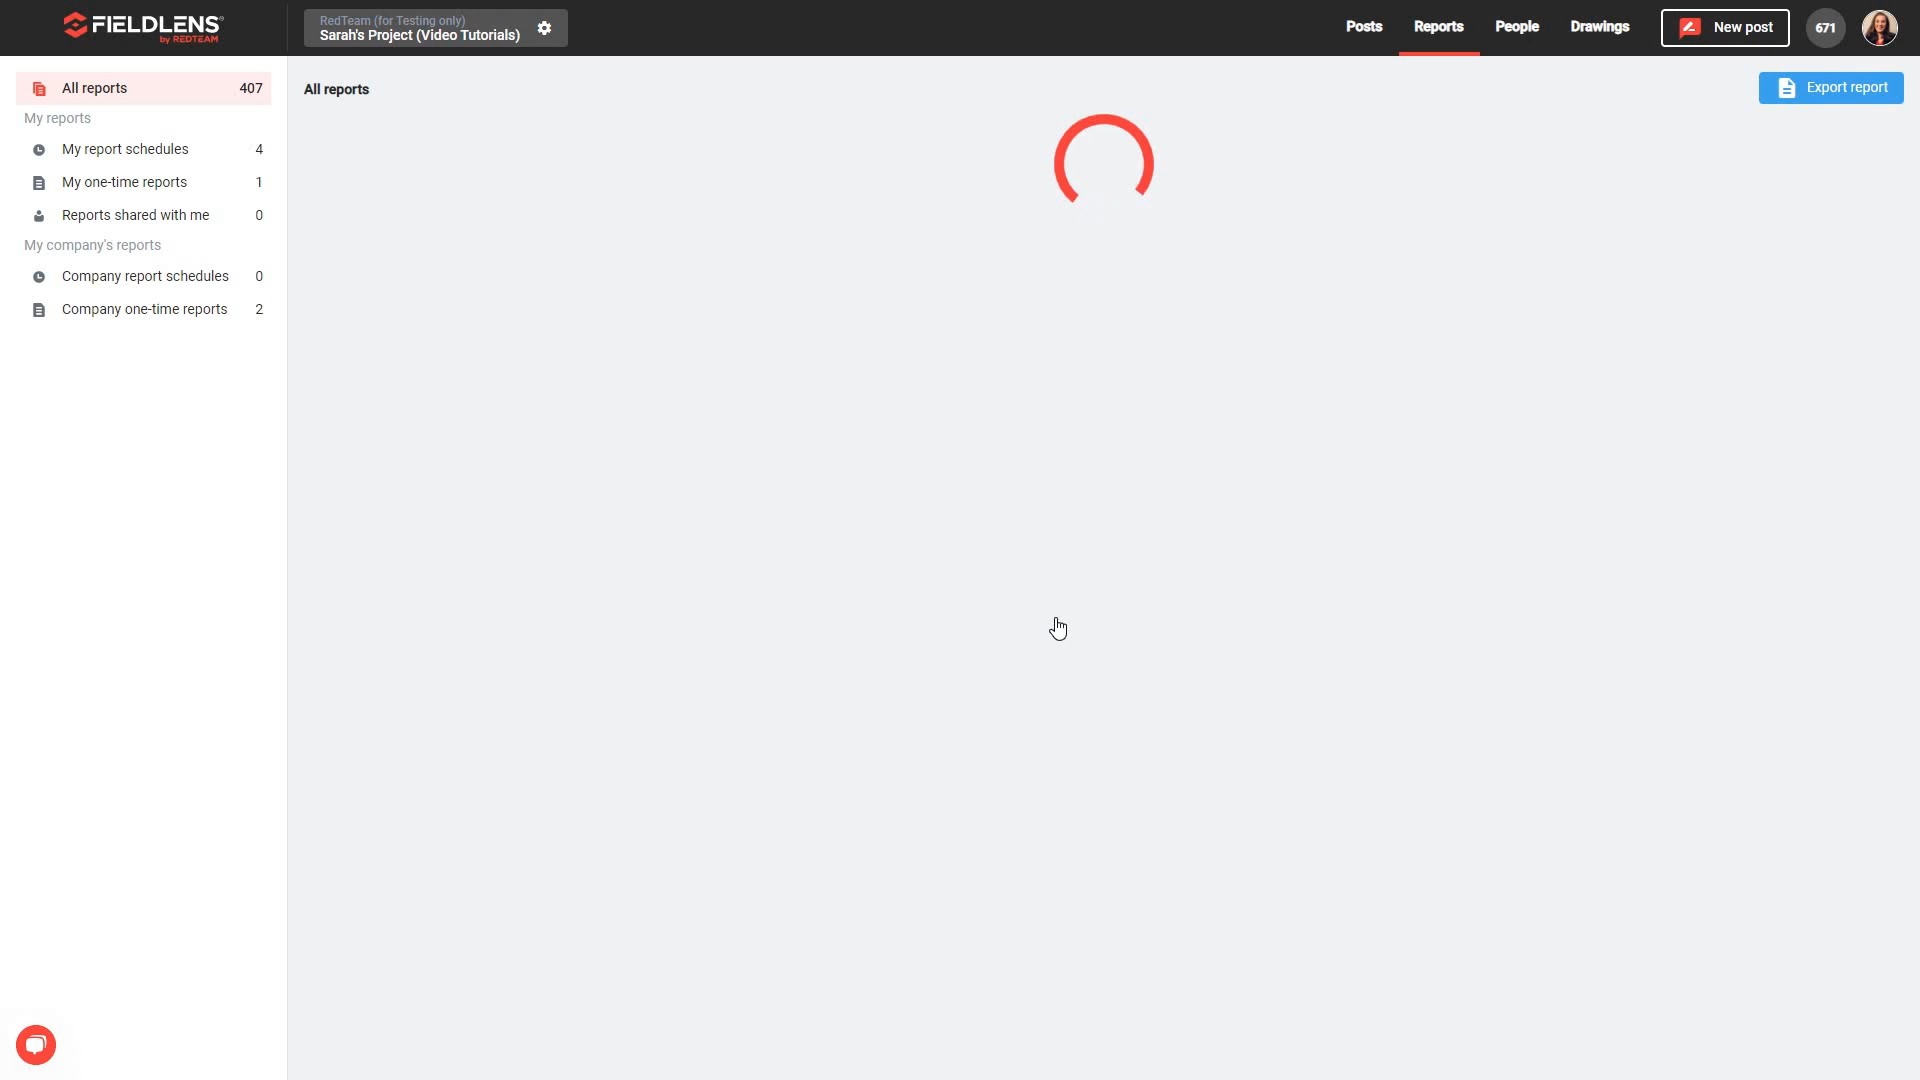 FIELDLENS®
by REDTEAM
RedTeam (for Testing only)
Sarah's Project (Video Tutorials)
Posts
Reports
People
Drawings
New post
671
All reports 407
My reports
My report schedules 4
My one-time reports 1
Reports shared with me 0
My company's reports
Company report schedules 0
Company one-time reports 2
All reports
Export report